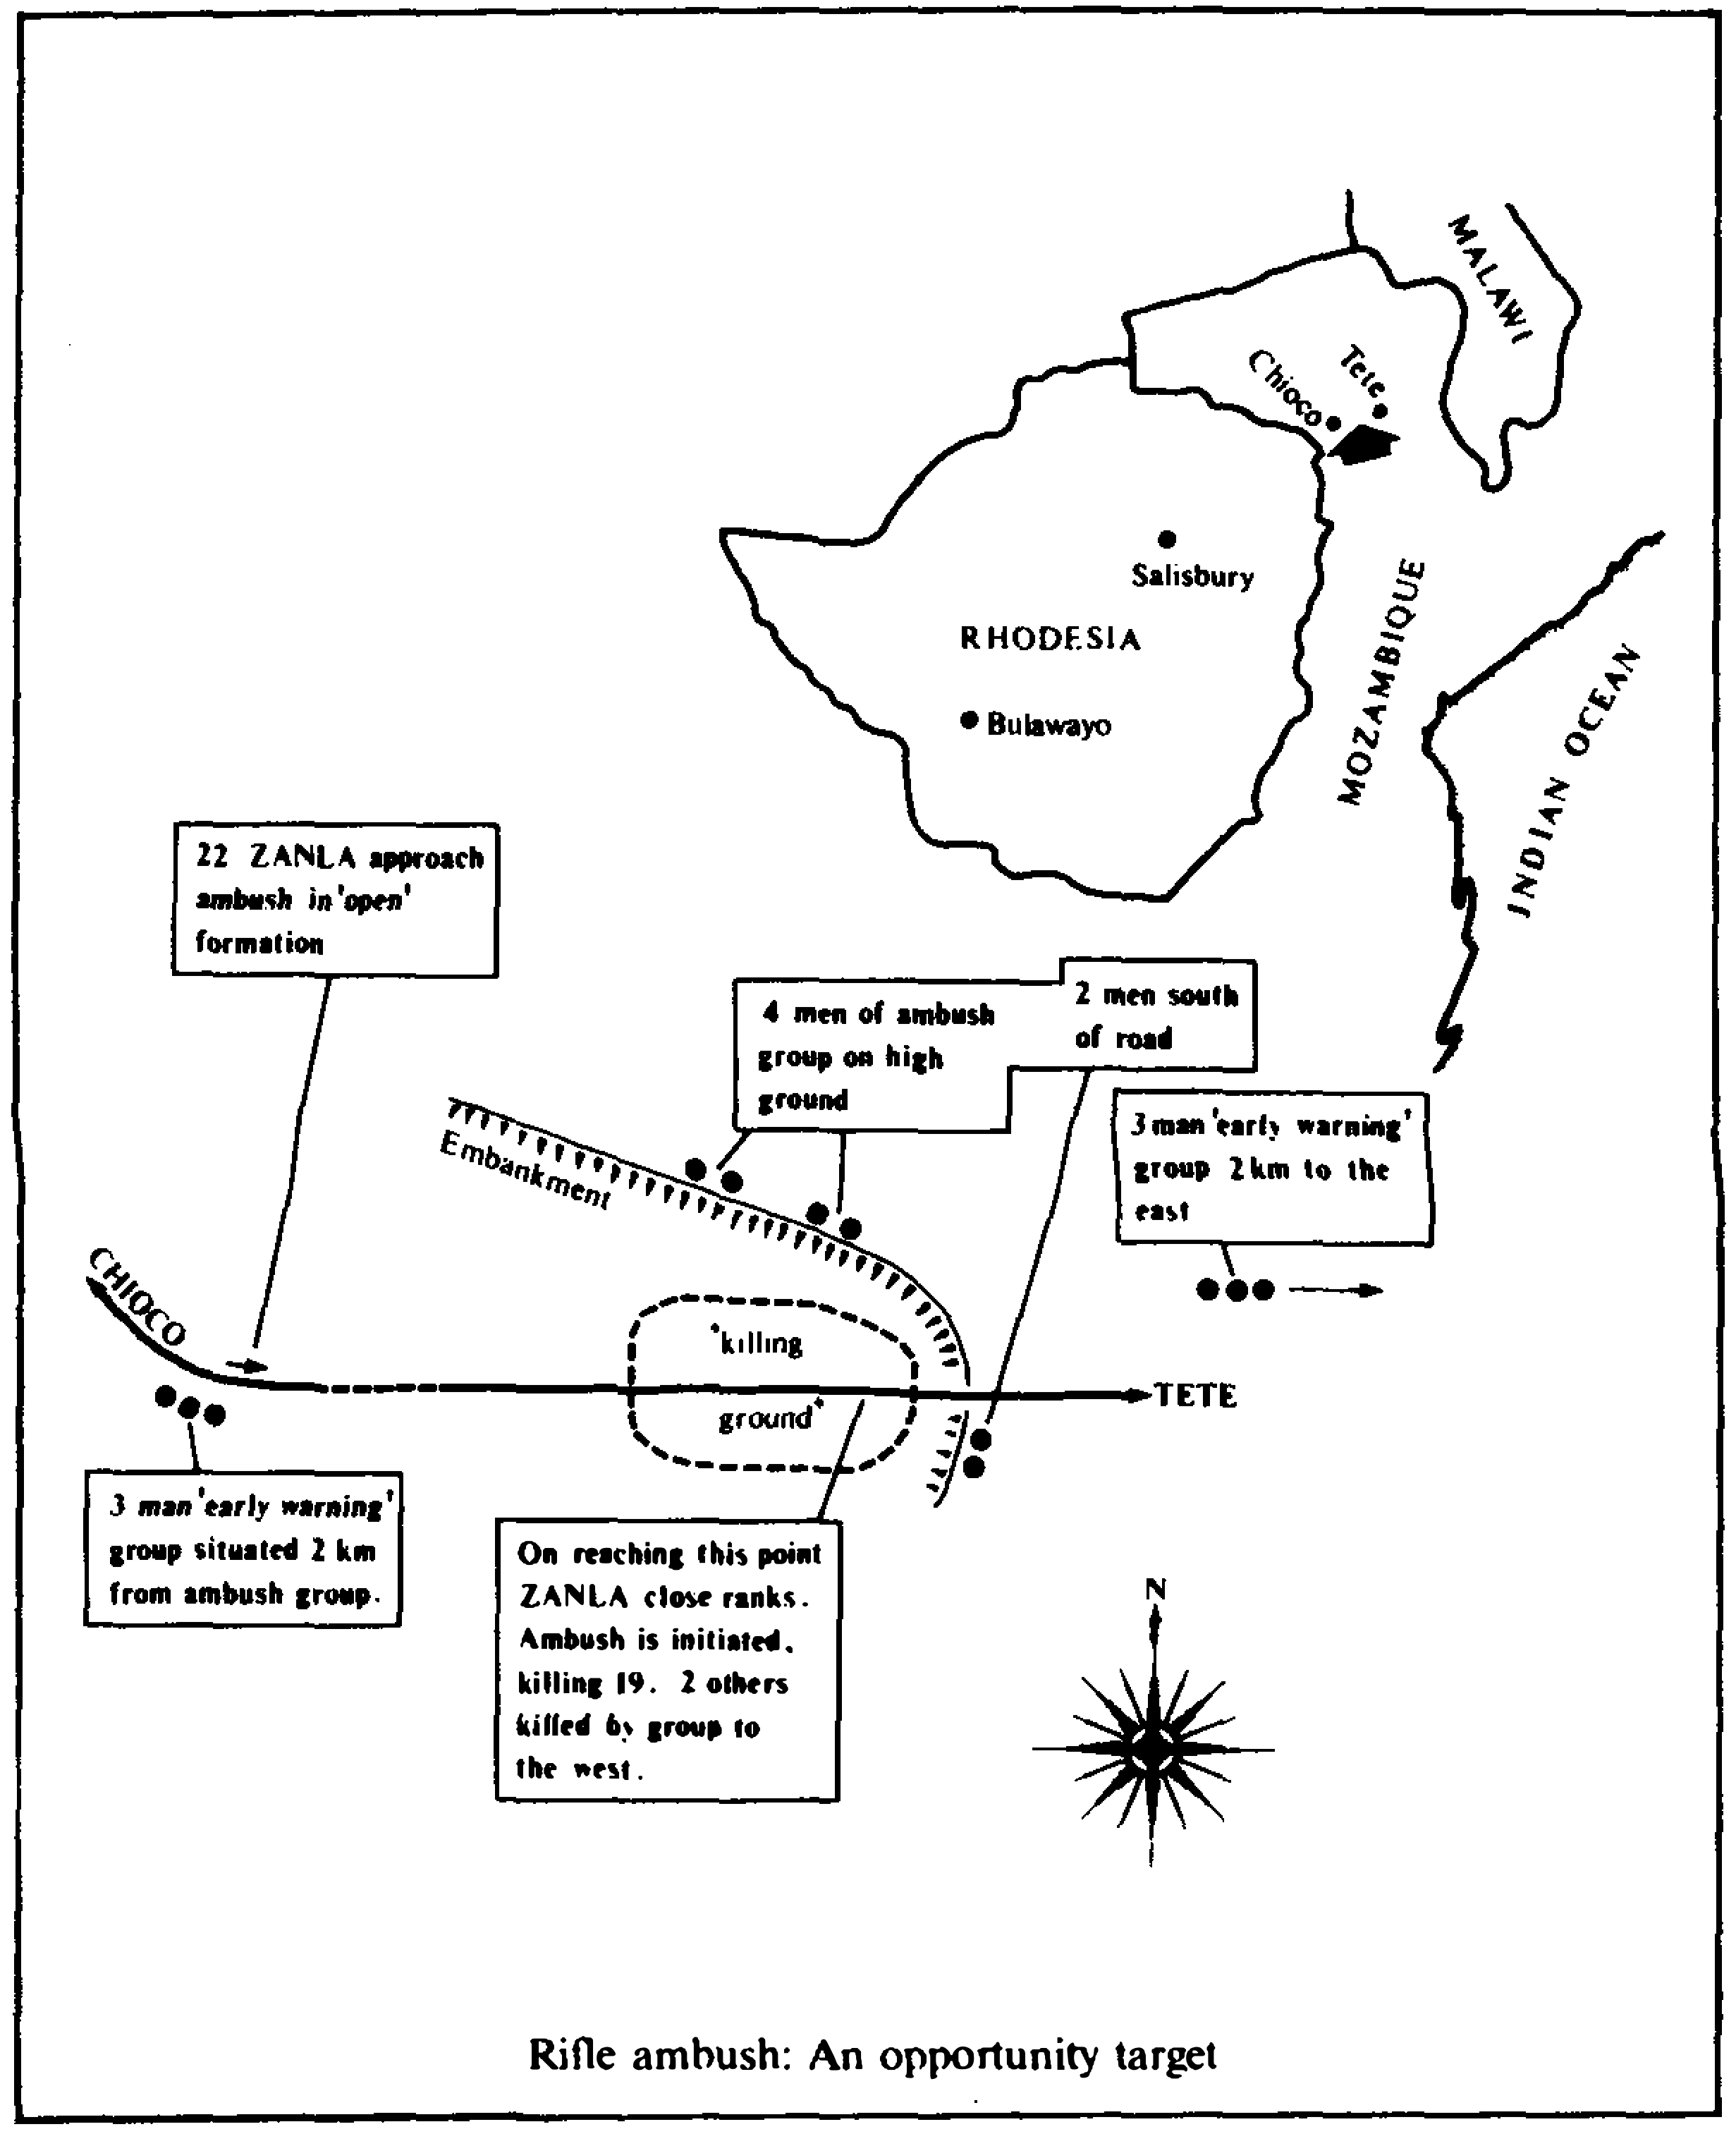 MALAWI
Tete
Chioco
Salisbury
RHODESIA
MOZAMBIQUE
Bulawayo
INDIAN OCEAN
22 ZANLA approach
ambush in 'open'
formation
4 men of ambush
group on high
ground
2 men south
of road
3 man 'early warning'
group 2km to the
east
Embankment
CHIOCO
'killing
ground'
TETE
3 man 'early warning'
group situated 2 km
from ambush group.
On reaching this point
ZANLA close ranks.
Ambush is initiated,
killing 19. 2 others
killed by group to
the west.
N
Rifle ambush: An opportunity target